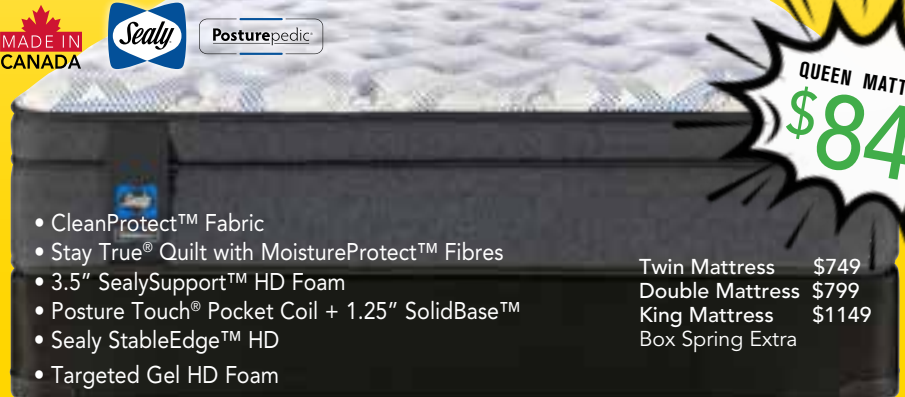 MADE IN
CANADA
Sealy
Posturepedic
QUEEN
$84
Sealy
• CleanProtect™ Fabric
• Stay True® Quilt with MoistureProtect™ Fibres
• 3.5" SealySupport™ HD Foam
• Posture Touch® Pocket Coil + 1.25" SolidBase™
• Sealy StableEdge™ HD
• Targeted Gel HD Foam
Twin Mattress $749
Double Mattress $799
King Mattress $1149
Box Spring Extra